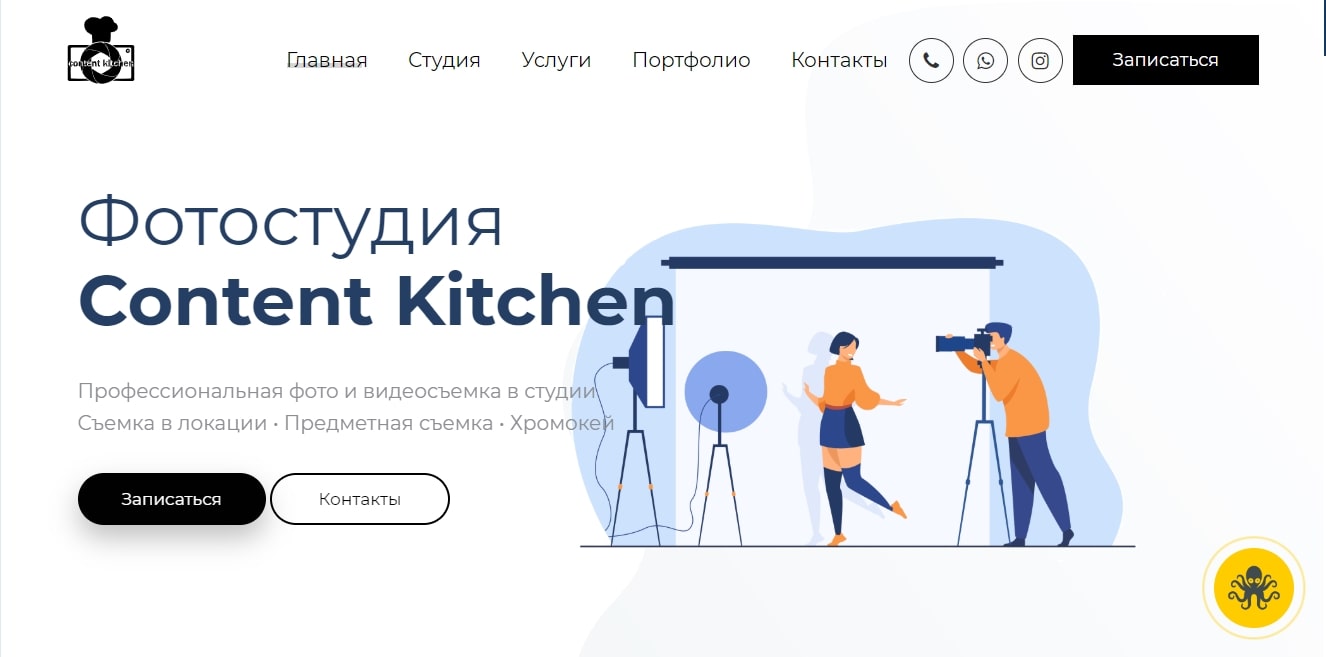 content kitchen
Главная Студия Услуги Портфолио Контакты Записаться
Фотостудия
Content Kitchen
Профессиональная фото и видеосъемка в студии.
Съемка в локации • Предметная съемка • Хромокей
Записаться Контакты